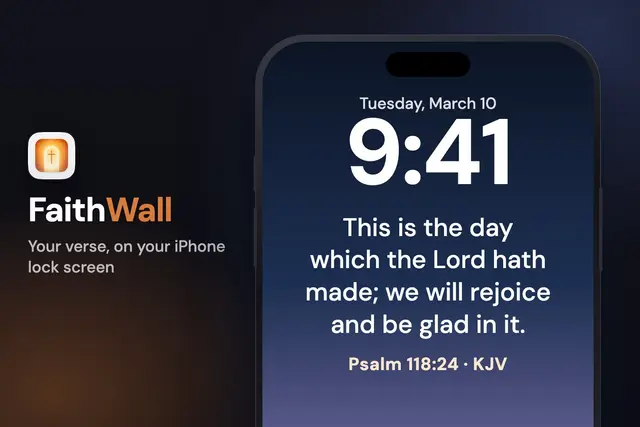 FaithWall
Your verse, on your iPhone
lock screen
Tuesday, March 10
9:41
This is the day
which the Lord hath
made; we will rejoice
and be glad in it.
Psalm 118:24 · KJV